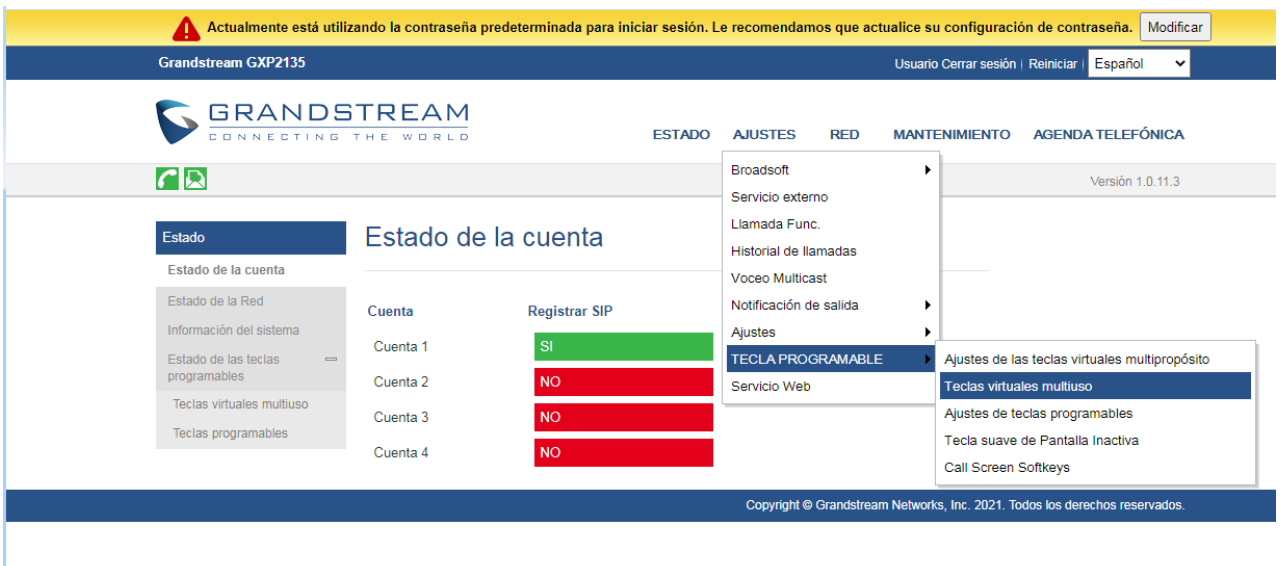 Actualmente está utilizando la contraseña predeterminada para iniciar sesión. Le recomendamos que actualice su configuración de contraseña. Modificar
Grandstream GXP2135
Usuario Cerrar sesión | Reiniciar | Español
GRANDSTREAM
CONNECTING THE WORLD
ESTADO AJUSTES RED MANTENIMIENTO AGENDA TELEFÓNICA
Versión 1.0.11.3
Broadsoft
Servicio externo
Llamada Func.
Historial de llamadas
Voceo Multicast
Notificación de salida
Ajustes
TECLA PROGRAMABLE
Servicio Web
Ajustes de las teclas virtuales multipropósito
Teclas virtuales multiuso
Ajustes de teclas programables
Tecla suave de Pantalla Inactiva
Call Screen Softkeys
Estado
Estado de la cuenta
Estado de la Red
Información del sistema
Estado de las teclas
programables
Teclas virtuales multiuso
Teclas programables
Estado de la cuenta
Cuenta Registrar SIP
Cuenta 1 SI
Cuenta 2 NO
Cuenta 3 NO
Cuenta 4 NO
Copyright © Grandstream Networks, Inc. 2021. Todos los derechos reservados.